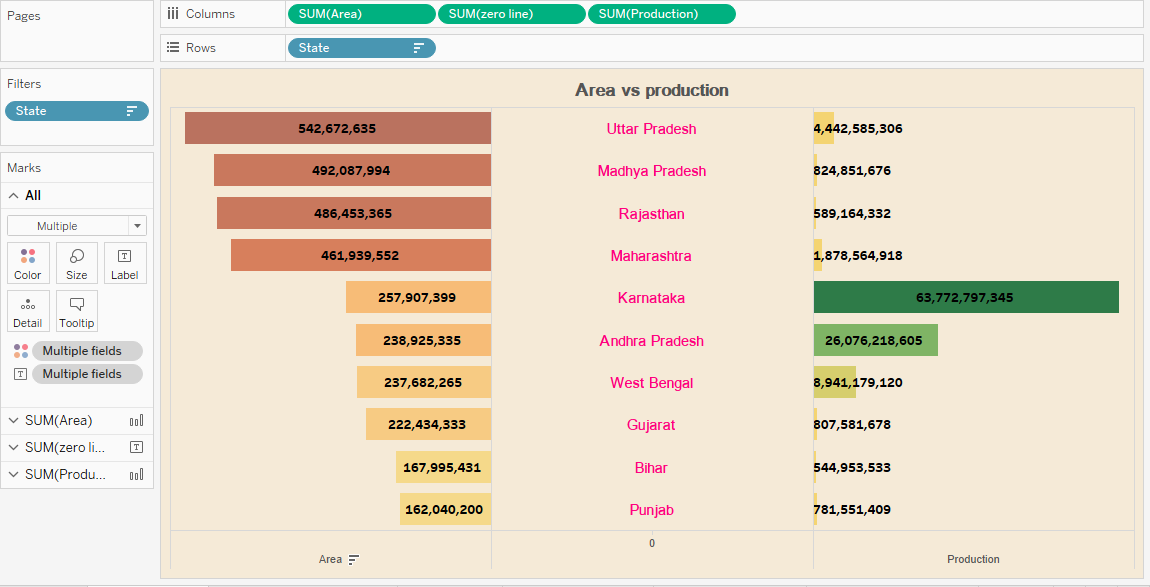 Pages
Columns
SUM(Area)
SUM(zero line)
SUM(Production)
Rows
State
Filters
State
Marks
All
Multiple
Color
Size
Label
Detail
Tooltip
Multiple fields
Multiple fields
SUM(Area)
SUM(zero li...
SUM(Produ...
Area vs production
542,672,635 Uttar Pradesh 4,442,585,306
492,087,994 Madhya Pradesh 824,851,676
486,453,365 Rajasthan 589,164,332
461,939,552 Maharashtra 1,878,564,918
257,907,399 Karnataka 63,772,797,345
238,925,335 Andhra Pradesh 26,076,218,605
237,682,265 West Bengal 8,941,179,120
222,434,333 Gujarat 807,581,678
167,995,431 Bihar 544,953,533
162,040,200 Punjab 781,551,409
0
Area
Production